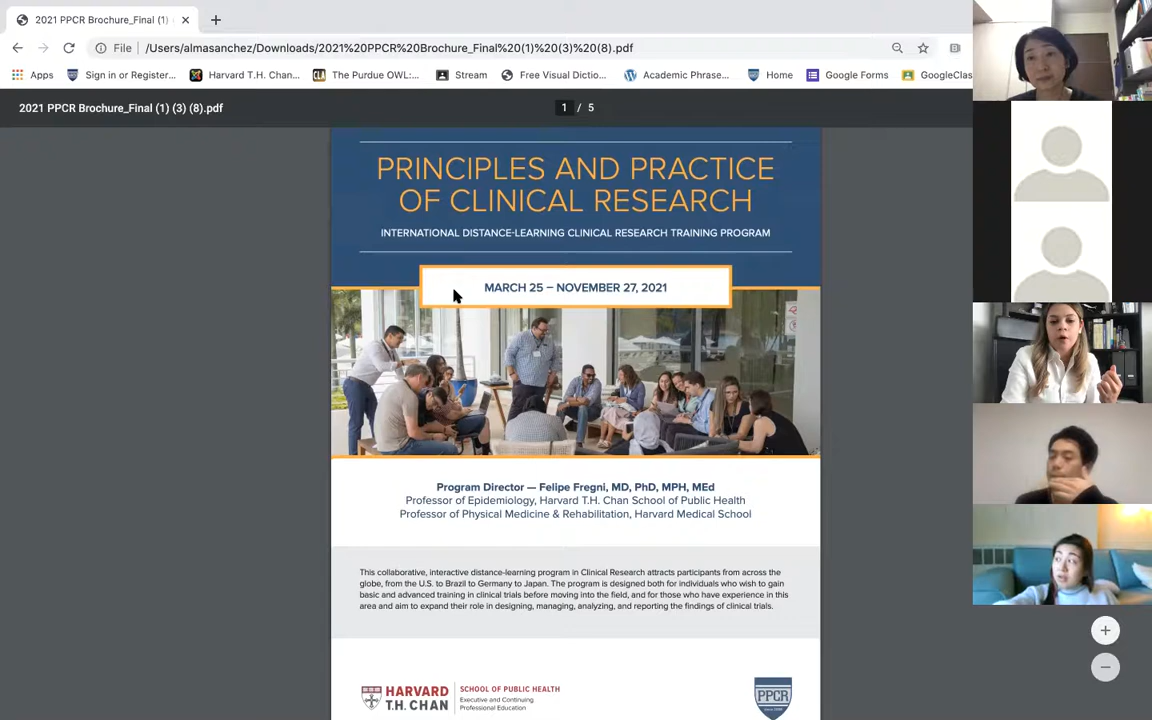 2021 PPCR Brochure_Final (1)
File /Users/almasanchez/Downloads/2021%20PPCR%20Brochure_Final%20(1)%20(3)%20(8).pdf
Apps Sign in or Register... Harvard T.H. Chan... The Purdue OWL:... Stream Free Visual Dictio... Academic Phrase... Home Google Forms GoogleClas
2021 PPCR Brochure_Final (1) (3) (8).pdf
1 / 5
PRINCIPLES AND PRACTICE
OF CLINICAL RESEARCH
INTERNATIONAL DISTANCE-LEARNING CLINICAL RESEARCH TRAINING PROGRAM
MARCH 25 – NOVEMBER 27, 2021
Program Director — Felipe Fregni, MD, PhD, MPH, MEd
Professor of Epidemiology, Harvard T.H. Chan School of Public Health
Professor of Physical Medicine & Rehabilitation, Harvard Medical School
This collaborative, interactive distance-learning program in Clinical Research attracts participants from across the
globe, from the U.S. to Brazil to Germany to Japan. The program is designed both for individuals who wish to gain
basic and advanced training in clinical trials before moving into the field, and for those who have experience in this
area and aim to expand their role in designing, managing, analyzing, and reporting the findings of clinical trials.
HARVARD
T.H. CHAN
SCHOOL OF PUBLIC HEALTH
Executive and Continuing
Professional Education
PPCR